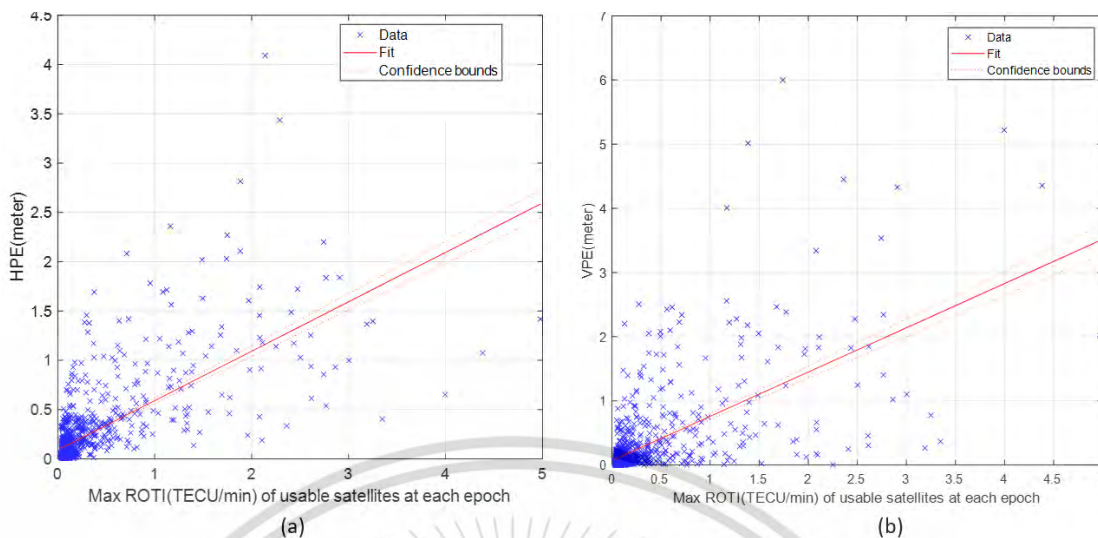 4.5
4
3.5
3
2.5
2
1.5
1
0.5
0
HPE(meter)
Data
Fit
Confidence bounds
0 1 2 3 4 5
Max ROTI(TECU/min) of usable satellites at each epoch
(a)
7
6
5
4
3
2
1
0
VPE(meter)
Data
Fit
Confidence bounds
0 0.5 1 1.5 2 2.5 3 3.5 4 4.5
Max ROTI(TECU/min) of usable satellites at each epoch
(b)